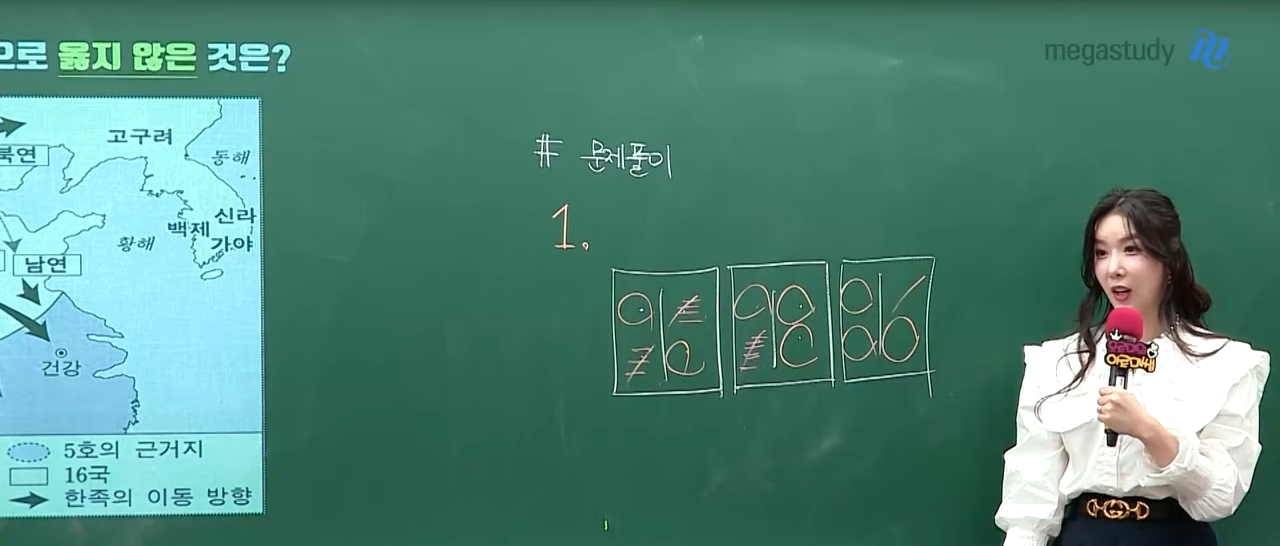 으로 옳지 않은 것은?
megastudy
고구려
북연
동해
신라
백제
가야
황해
남연
건강
5호의 근거지
16국
한족의 이동 방향
# 문제풀이
1.